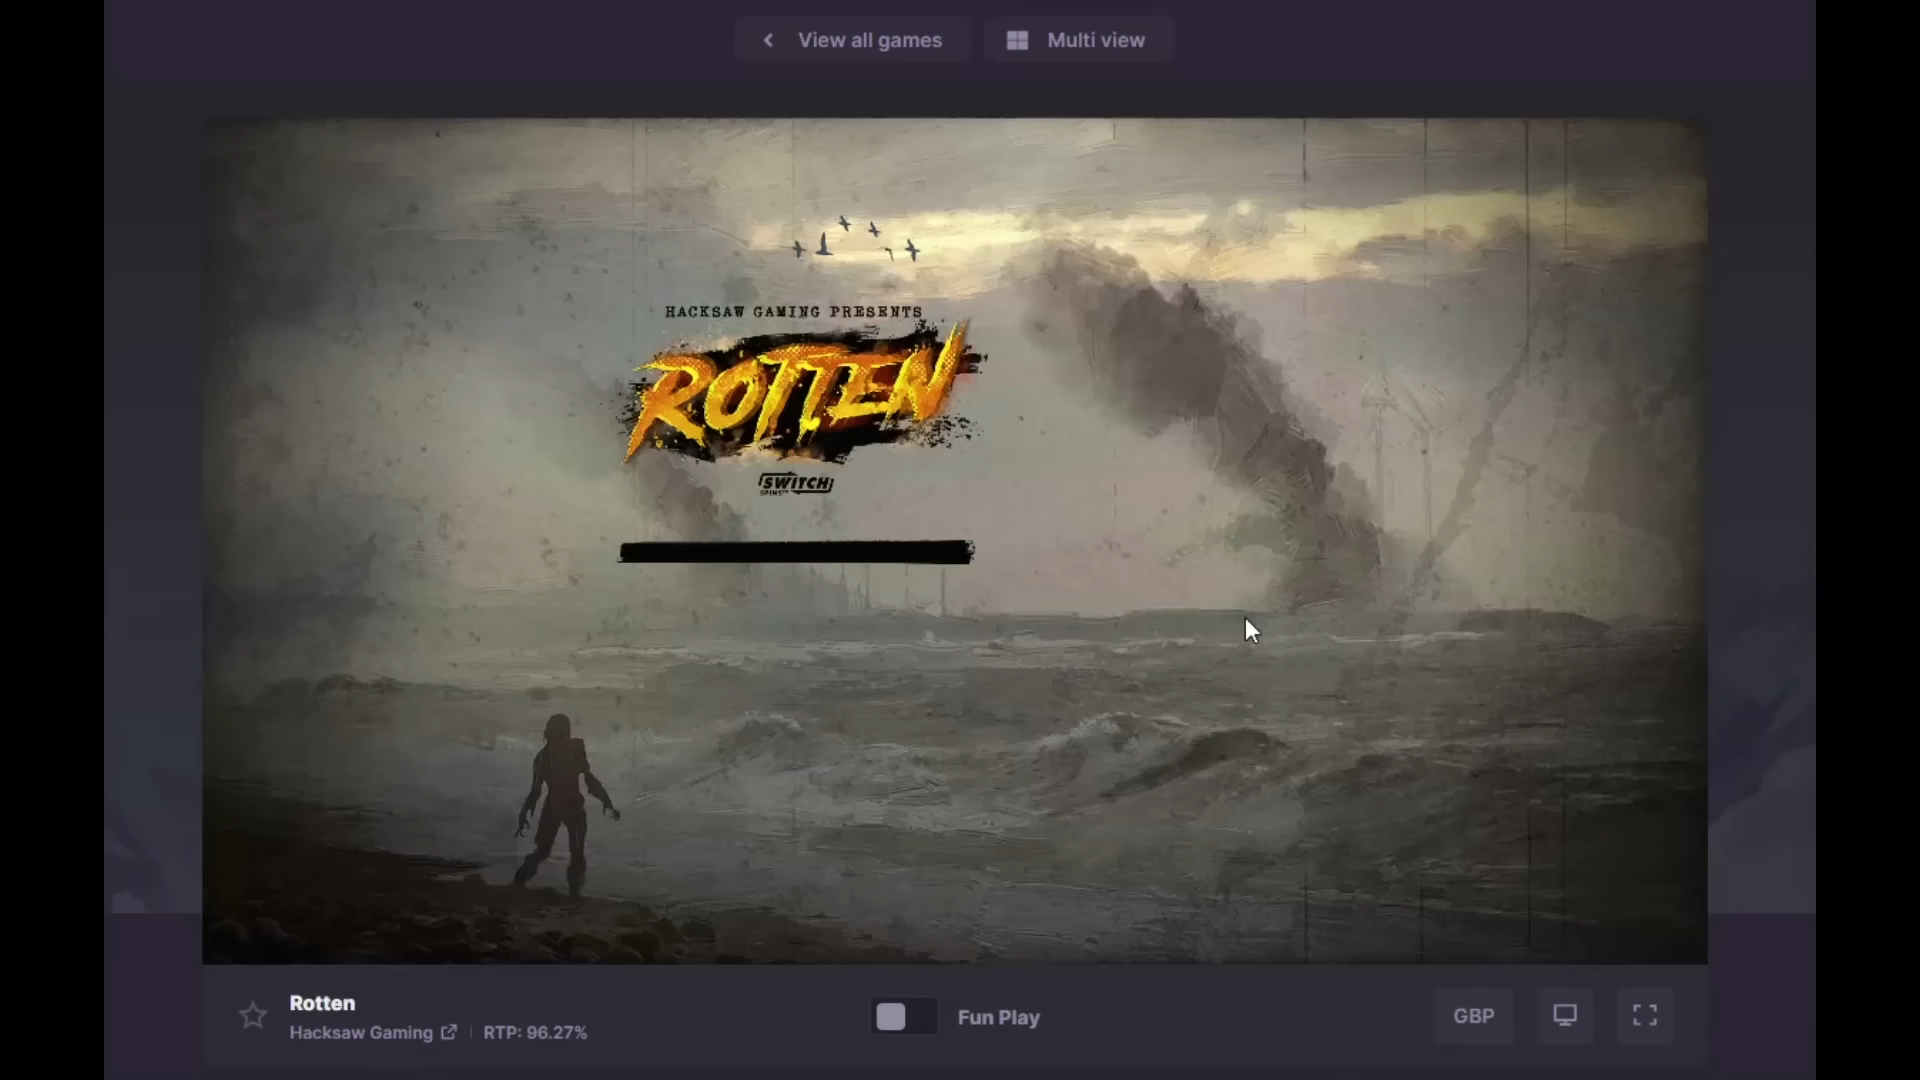 View all games
Multi view
HACKSAW GAMING PRESENTS
ROTTEN
SWITCH
SPINS™
Rotten
Hacksaw Gaming
RTP: 96.27%
Fun Play
GBP